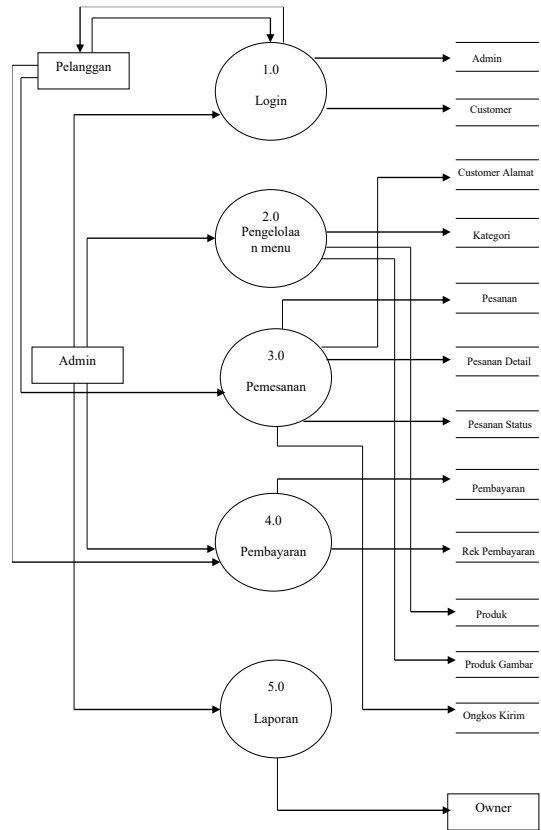 Pelanggan
1.0
Login
Admin
Customer
Customer Alamat
2.0
Pengelolaa
n menu
Kategori
Pesanan
Admin
3.0
Pemesanan
Pesanan Detail
Pesanan Status
Pembayaran
4.0
Pembayaran
Rek Pembayaran
Produk
Produk Gambar
5.0
Laporan
Ongkos Kirim
Owner